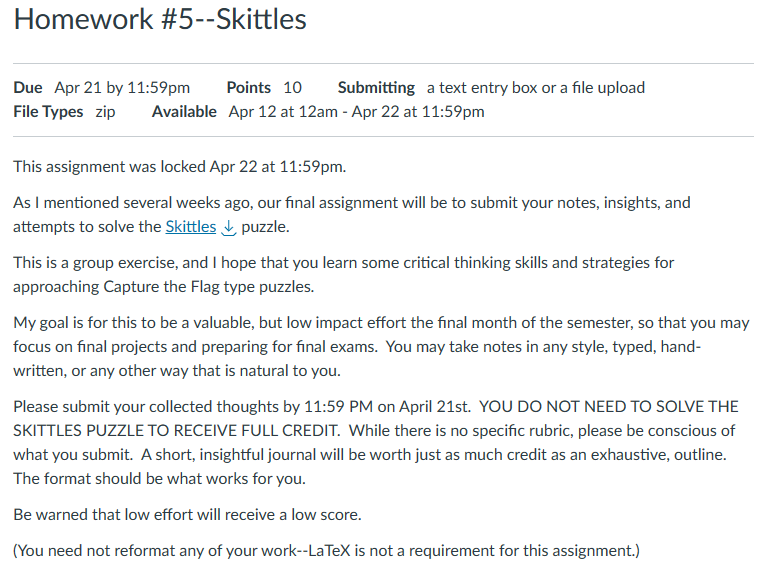 Homework #5--Skittles
Due Apr 21 by 11:59pm Points 10 Submitting a text entry box or a file upload
File Types zip Available Apr 12 at 12am - Apr 22 at 11:59pm
This assignment was locked Apr 22 at 11:59pm.
As I mentioned several weeks ago, our final assignment will be to submit your notes, insights, and
attempts to solve the Skittles puzzle.
This is a group exercise, and I hope that you learn some critical thinking skills and strategies for
approaching Capture the Flag type puzzles.
My goal is for this to be a valuable, but low impact effort the final month of the semester, so that you may
focus on final projects and preparing for final exams. You may take notes in any style, typed, hand-
written, or any other way that is natural to you.
Please submit your collected thoughts by 11:59 PM on April 21st. YOU DO NOT NEED TO SOLVE THE
SKITTLES PUZZLE TO RECEIVE FULL CREDIT. While there is no specific rubric, please be conscious of
what you submit. A short, insightful journal will be worth just as much credit as an exhaustive, outline.
The format should be what works for you.
Be warned that low effort will receive a low score.
(You need not reformat any of your work--LaTeX is not a requirement for this assignment.)